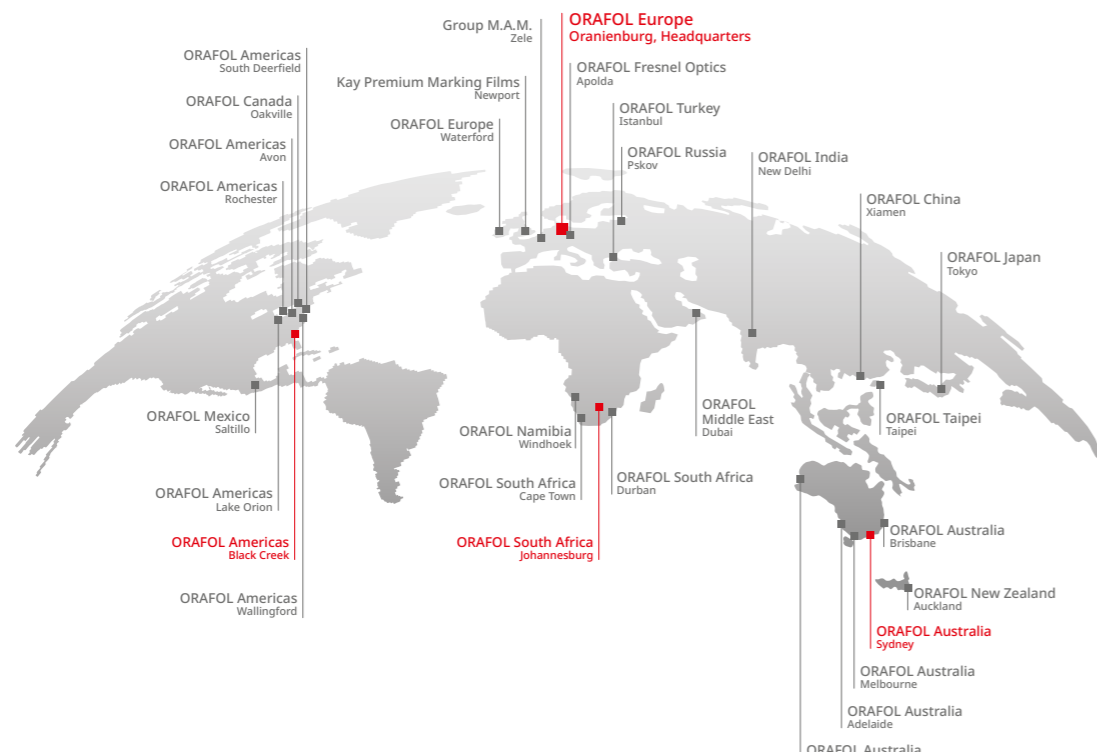 Group M.A.M.
Zele
ORAFOL Europe
Oranienburg, Headquarters
ORAFOL Americas
South Deerfield
Kay Premium Marking Films
Newport
ORAFOL Fresnel Optics
Apolda
ORAFOL Canada
Oakville
ORAFOL Europe
Waterford
ORAFOL Turkey
Istanbul
ORAFOL Americas
Avon
ORAFOL Russia
Pskov
ORAFOL India
New Delhi
ORAFOL Americas
Rochester
ORAFOL China
Xiamen
ORAFOL Japan
Tokyo
ORAFOL Mexico
Saltillo
ORAFOL Namibia
Windhoek
ORAFOL
Middle East
Dubai
ORAFOL Taipei
Taipei
ORAFOL Americas
Lake Orion
ORAFOL South Africa
Cape Town
ORAFOL South Africa
Durban
ORAFOL Americas
Black Creek
ORAFOL South Africa
Johannesburg
ORAFOL Australia
Brisbane
ORAFOL Americas
Wallingford
ORAFOL New Zealand
Auckland
ORAFOL Australia
Sydney
ORAFOL Australia
Melbourne
ORAFOL Australia
Adelaide
ORAFOL Australia